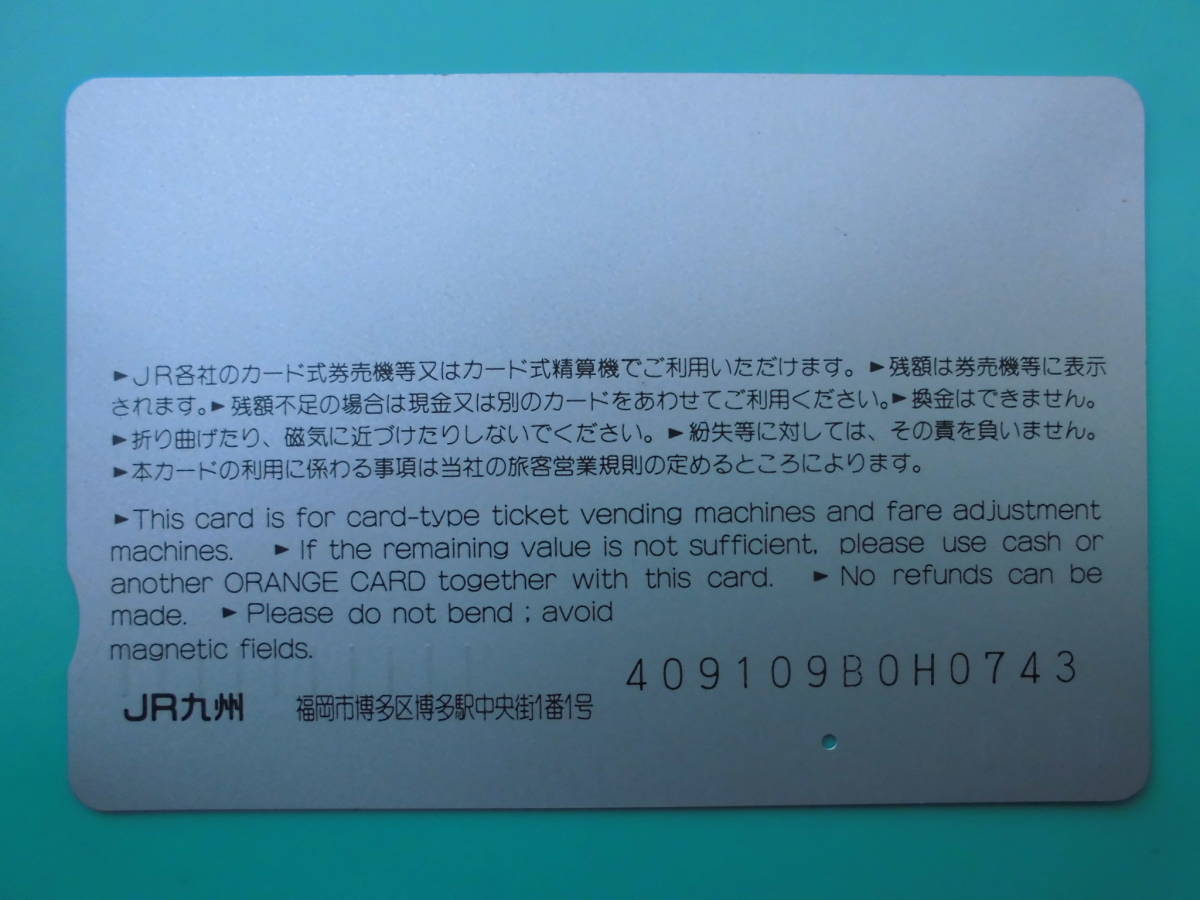 ►JR各社のカード式券売機等又はカード式精算機でご利用いただけます。►残額は券売機等に表示
されます。►残額不足の場合は現金又は別のカードをあわせてご利用ください。►換金はできません。
►折り曲げたり、磁気に近づけたりしないでください。►紛失等に対しては、その責を負いません。
►本カードの利用に係わる事項は当社の旅客営業規則の定めるところによります。
►This card is for card-type ticket vending machines and fare adjustment
machines. ►If the remaining value is not sufficient, please use cash or
another ORANGE CARD together with this card. ►No refunds can be
made. ►Please do not bend ; avoid
magnetic fields.
409109B0H0743
JR九州 福岡市博多区博多駅中央街1番1号